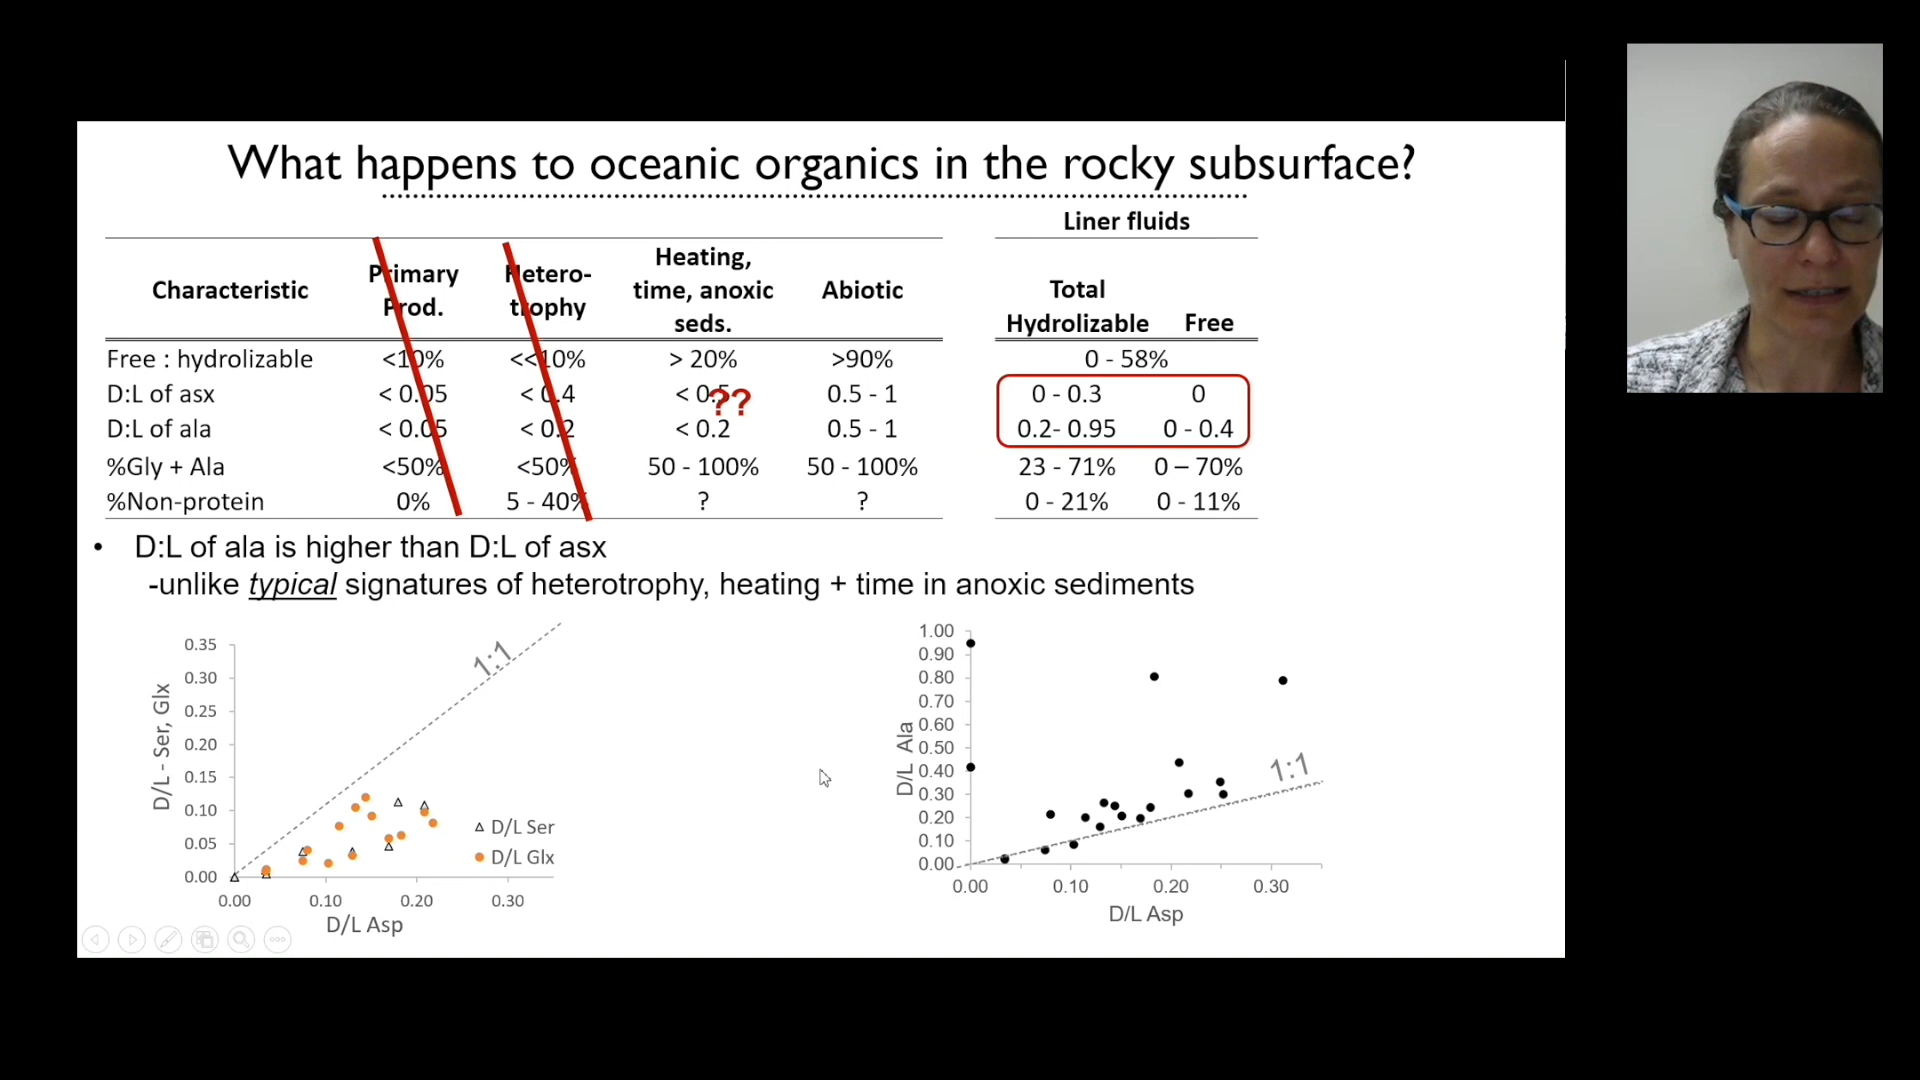 What happens to oceanic organics in the rocky subsurface?
Liner fluids
Characteristic Primary Prod. Hetero-trophy Heating, time, anoxic seds. Abiotic Total Hydrolizable Free
Free : hydrolizable <10% <<10% > 20% >90% 0 - 58%
D:L of asx < 0.05 < 0.4 < 0.5 ?? 0.5 - 1 0 - 0.3 0
D:L of ala < 0.05 < 0.2 < 0.2 0.5 - 1 0.2- 0.95 0 - 0.4
%Gly + Ala <50% <50% 50 - 100% 50 - 100% 23 - 71% 0 – 70%
%Non-protein 0% 5 - 40% ? ? 0 - 21% 0 - 11%
• D:L of ala is higher than D:L of asx
-unlike typical signatures of heterotrophy, heating + time in anoxic sediments
D/L - Ser, Glx
0.35
0.30
0.25
0.20
0.15
0.10
0.05
0.00
1:1
D/L Ser
D/L Glx
0.00 0.10 0.20 0.30
D/L Asp
D/L Ala
1.00
0.90
0.80
0.70
0.60
0.50
0.40
0.30
0.20
0.10
0.00
1:1
0.00 0.10 0.20 0.30
D/L Asp